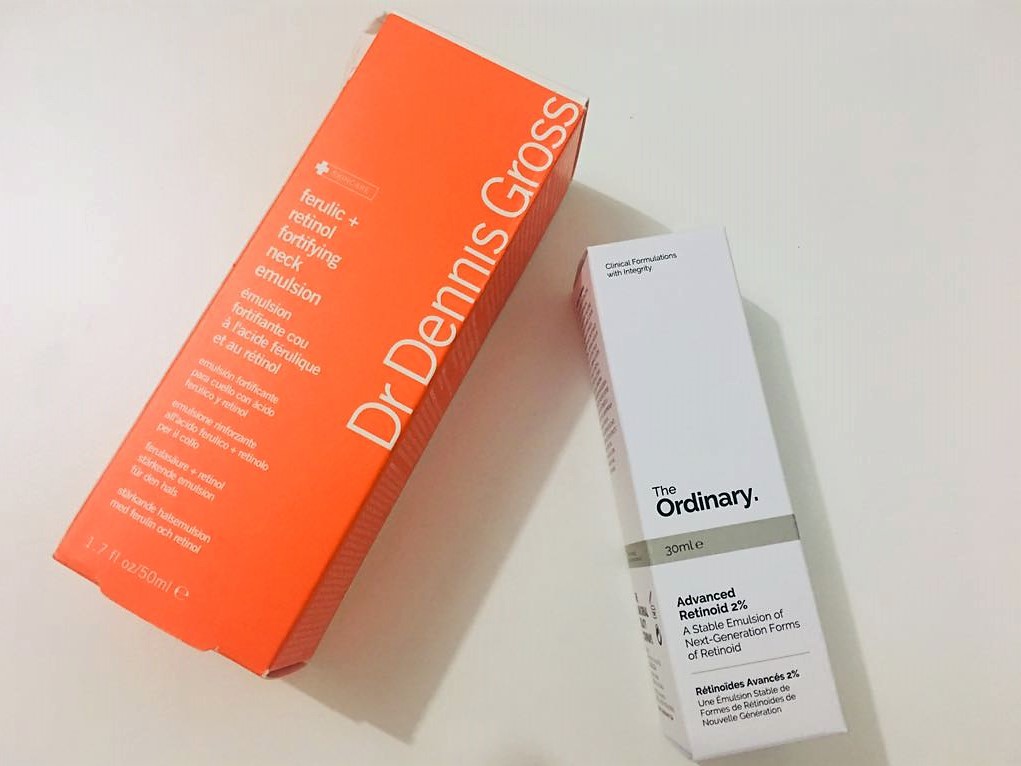 SKINCARE
ferulic +
retinol
fortifying
neck
emulsion
émulsion
fortifiante cou
à l'acide férulique
et au rétinol
emulsión fortificante
para cuello con ácido
ferúlico y retinol
emulsione rinforzante
all'acido ferulico + retinolo
per il collo
ferulasäure + retinol
stärkende emulsion
für den hals
stärkande halsemulsion
med ferulin och retinol
1.7 fl oz/50ml ℮
Dr Dennis Gross
Clinical Formulations
with Integrity
The
Ordinary.
30ml ℮
Advanced
Retinoid 2%
A Stable Emulsion of
Next-Generation Forms
of Retinoid
Rétinoïdes Avancés 2%
Une Émulsion Stable de
Formes de Rétinoïdes de
Nouvelle Génération